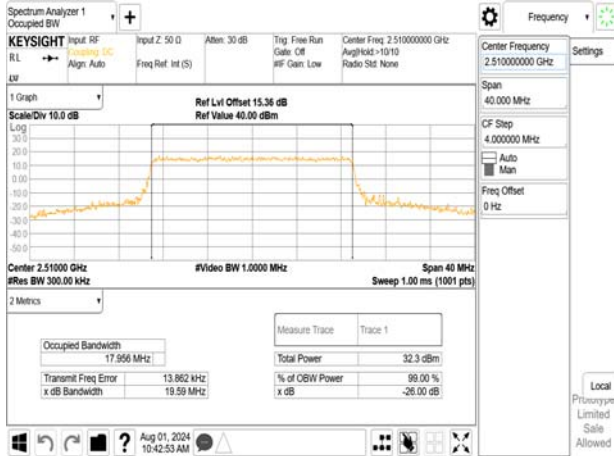 Spectrum Analyzer 1
Occupied BW
Frequency
KEYSIGHT
Input: RF
Input Z: 50 Ω
Atten: 30 dB
Trig: Free Run
Center Freq: 2.510000000 GHz
RL
Coupling: DC
Gate: Off
Avg|Hold:>10/10
Align: Auto
Freq Ref: Int (S)
#IF Gain: Low
Radio Std: None
Center Frequency
2.510000000 GHz
Settings
Span
40.000 MHz
CF Step
4.000000 MHz
Auto
Man
Freq Offset
0 Hz
1 Graph
Ref Lvl Offset 15.36 dB
Scale/Div 10.0 dB
Ref Value 40.00 dBm
Log
30.0
20.0
10.0
0.00
-10.0
-20.0
-30.0
-40.0
-50.0
Center 2.51000 GHz
#Video BW 1.0000 MHz
Span 40 MHz
#Res BW 300.00 kHz
Sweep 1.00 ms (1001 pts)
2 Metrics
Measure Trace
Trace 1
Occupied Bandwidth
17.956 MHz
Total Power
32.3 dBm
Transmit Freq Error
13.862 kHz
% of OBW Power
99.00 %
x dB Bandwidth
19.59 MHz
x dB
-26.00 dB
Local
Prototype
Limited
Sale
Allowed
?
Aug 01, 2024
10:42:53 AM